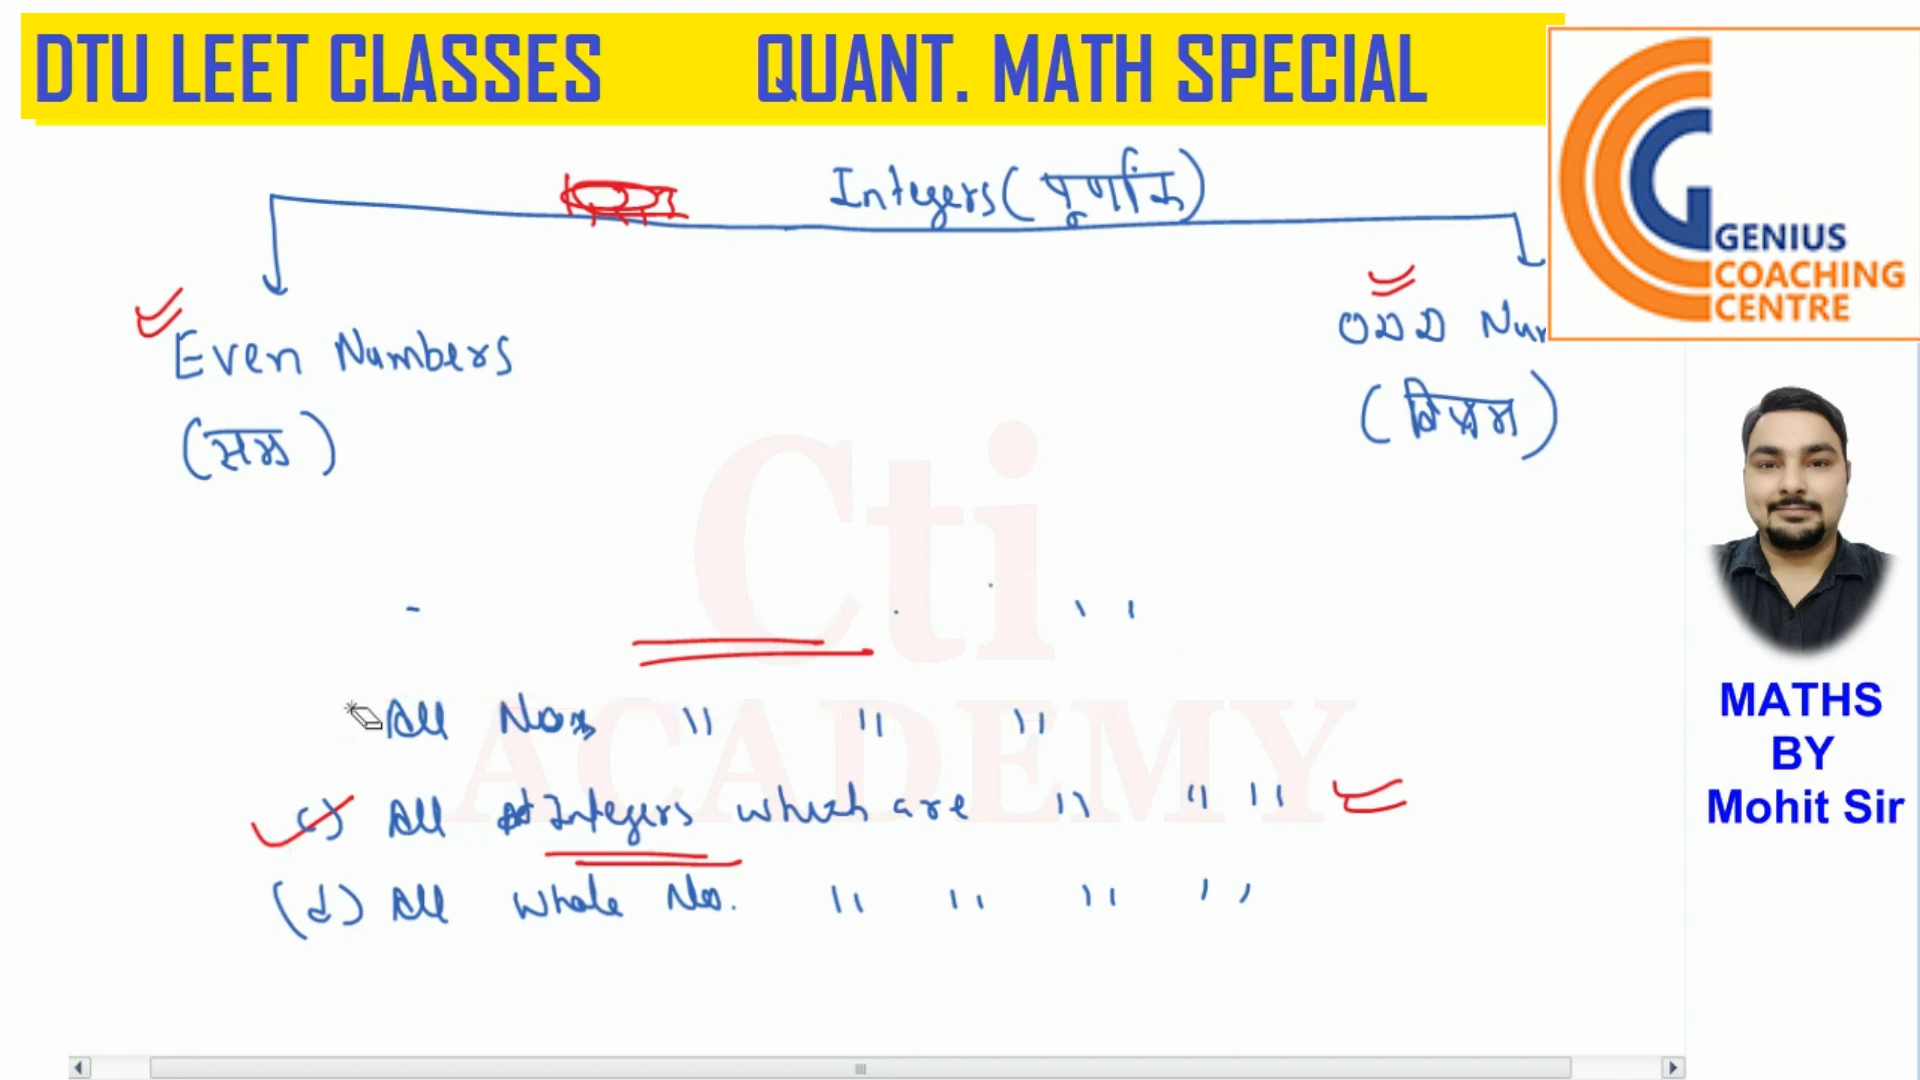 DTU LEET CLASSES QUANT. MATH SPECIAL
Integers (पूर्णांक)
GENIUS
COACHING
CENTRE
Even Numbers
ODD Num
(सम)
(विषम)
Cti
ACADEMY
All Nos " " "
(c) All Integers which are " " "
(d) All Whole No. " " " "
MATHS
BY
Mohit Sir